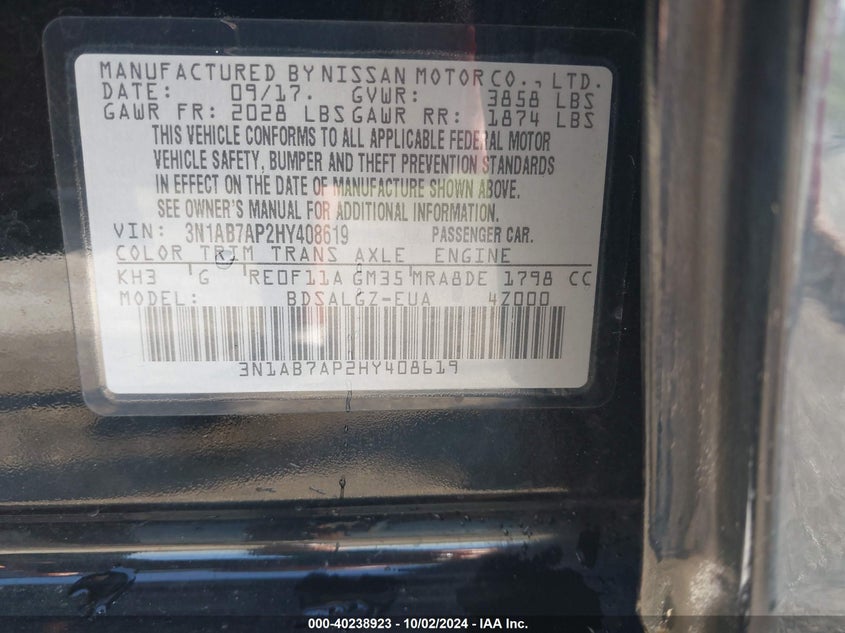 MANUFACTURED BY NISSAN MOTOR CO., LTD.
DATE: 09/17. GVWR: 3858 LBS
GAWR FR: 2028 LBS GAWR RR: 1874 LBS
THIS VEHICLE CONFORMS TO ALL APPLICABLE FEDERAL MOTOR
VEHICLE SAFETY, BUMPER AND THEFT PREVENTION STANDARDS
IN EFFECT ON THE DATE OF MANUFACTURE SHOWN ABOVE.
SEE OWNER'S MANUAL FOR ADDITIONAL INFORMATION.
VIN: 3N1AB7AP2HY408619 PASSENGER CAR.
COLOR TRIM TRANS AXLE ENGINE
KH3 G RE0F11A GM35 MRA8DE 1798 CC
MODEL: BDSALGZ-EUA 4Z000
3N1AB7AP2HY408619
000-40238923 - 10/02/2024 - IAA Inc.